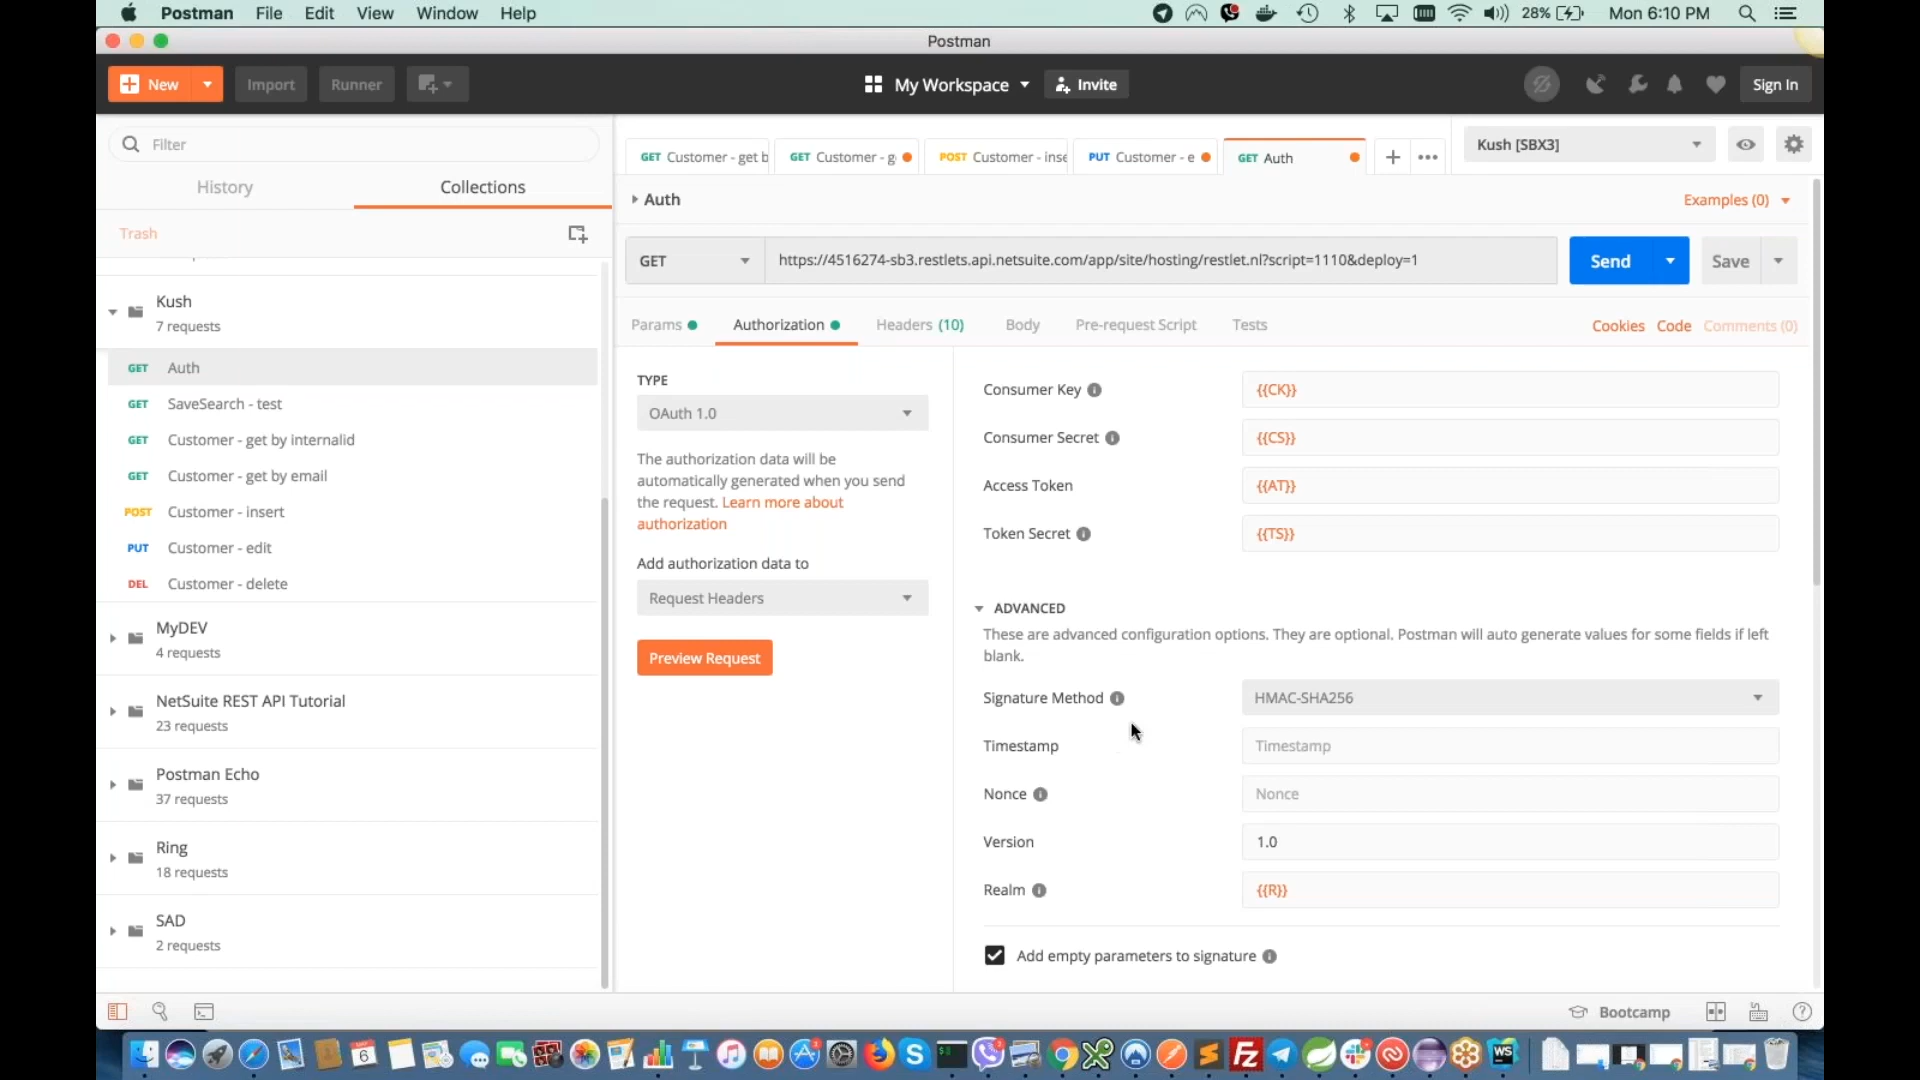 Postman File Edit View Window Help
28% Mon 6:10 PM
Postman
New Import Runner My Workspace Invite Sign In
Filter
History Collections
Trash
Kush
7 requests
GET Auth
GET SaveSearch - test
GET Customer - get by internalid
GET Customer - get by email
POST Customer - insert
PUT Customer - edit
DEL Customer - delete
MyDEV
4 requests
NetSuite REST API Tutorial
23 requests
Postman Echo
37 requests
Ring
18 requests
SAD
2 requests
GET Customer - get b GET Customer - g POST Customer - inse PUT Customer - e GET Auth
Kush [SBX3]
Auth Examples (0)
GET https://4516274-sb3.restlets.api.netsuite.com/app/site/hosting/restlet.nl?script=1110&deploy=1 Send Save
Params Authorization Headers (10) Body Pre-request Script Tests Cookies Code Comments (0)
TYPE
OAuth 1.0
The authorization data will be
automatically generated when you send
the request. Learn more about
authorization
Add authorization data to
Request Headers
Preview Request
Consumer Key {{CK}}
Consumer Secret {{CS}}
Access Token {{AT}}
Token Secret {{TS}}
ADVANCED
These are advanced configuration options. They are optional. Postman will auto generate values for some fields if left
blank.
Signature Method HMAC-SHA256
Timestamp Timestamp
Nonce Nonce
Version 1.0
Realm {{R}}
Add empty parameters to signature
Bootcamp
6
WS